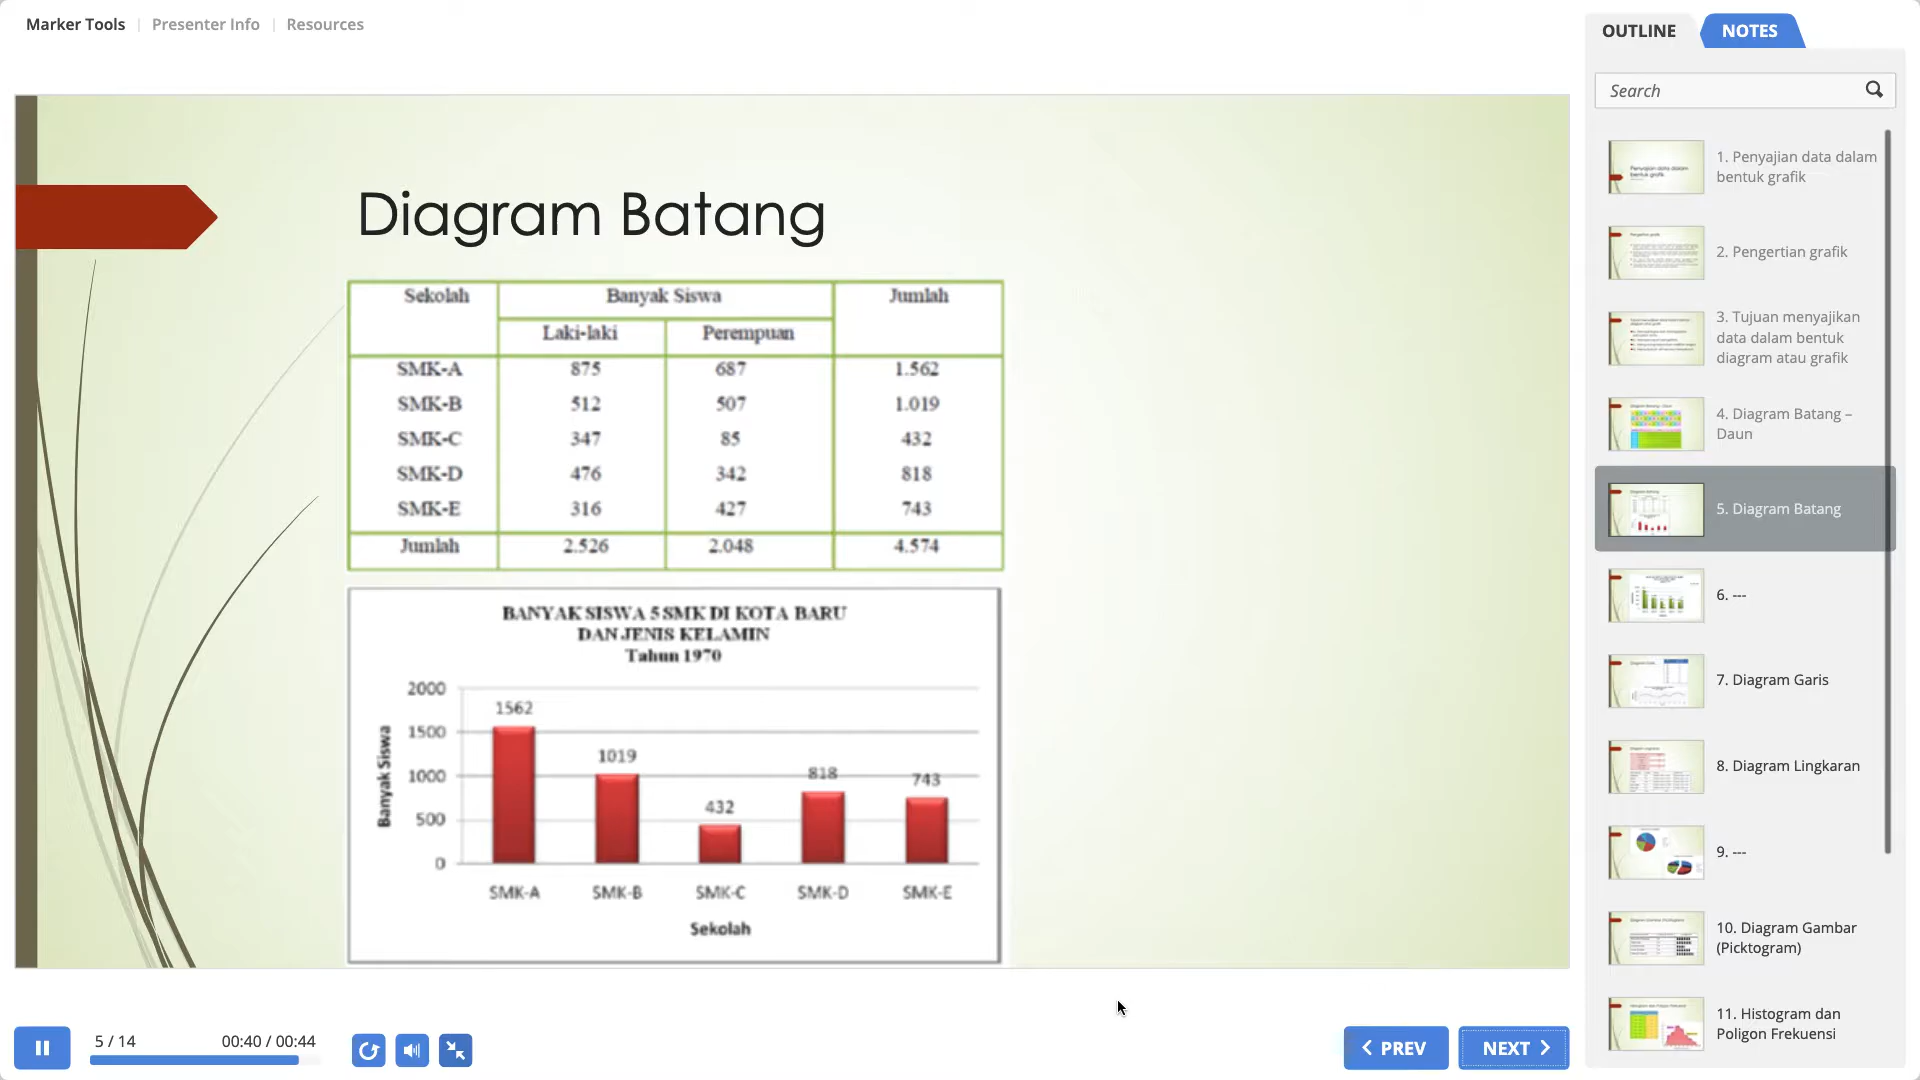 Marker Tools
Presenter Info
Resources
OUTLINE
NOTES
Search
Diagram Batang
Sekolah Banyak Siswa Jumlah
Laki-laki Perempuan
SMK-A 875 687 1.562
SMK-B 512 507 1.019
SMK-C 347 85 432
SMK-D 476 342 818
SMK-E 316 427 743
Jumlah 2.526 2.048 4.574
BANYAK SISWA 5 SMK DI KOTA BARU
DAN JENIS KELAMIN
Tahun 1970
Banyak Siswa
2000
1500
1000
500
0
1562
1019
432
818
743
SMK-A SMK-B SMK-C SMK-D SMK-E
Sekolah
1. Penyajian data dalam
bentuk grafik
2. Pengertian grafik
3. Tujuan menyajikan
data dalam bentuk
diagram atau grafik
4. Diagram Batang –
Daun
5. Diagram Batang
6. ---
7. Diagram Garis
8. Diagram Lingkaran
9. ---
10. Diagram Gambar
(Picktogram)
11. Histogram dan
Poligon Frekuensi
5 / 14
00:40 / 00:44
PREV
NEXT